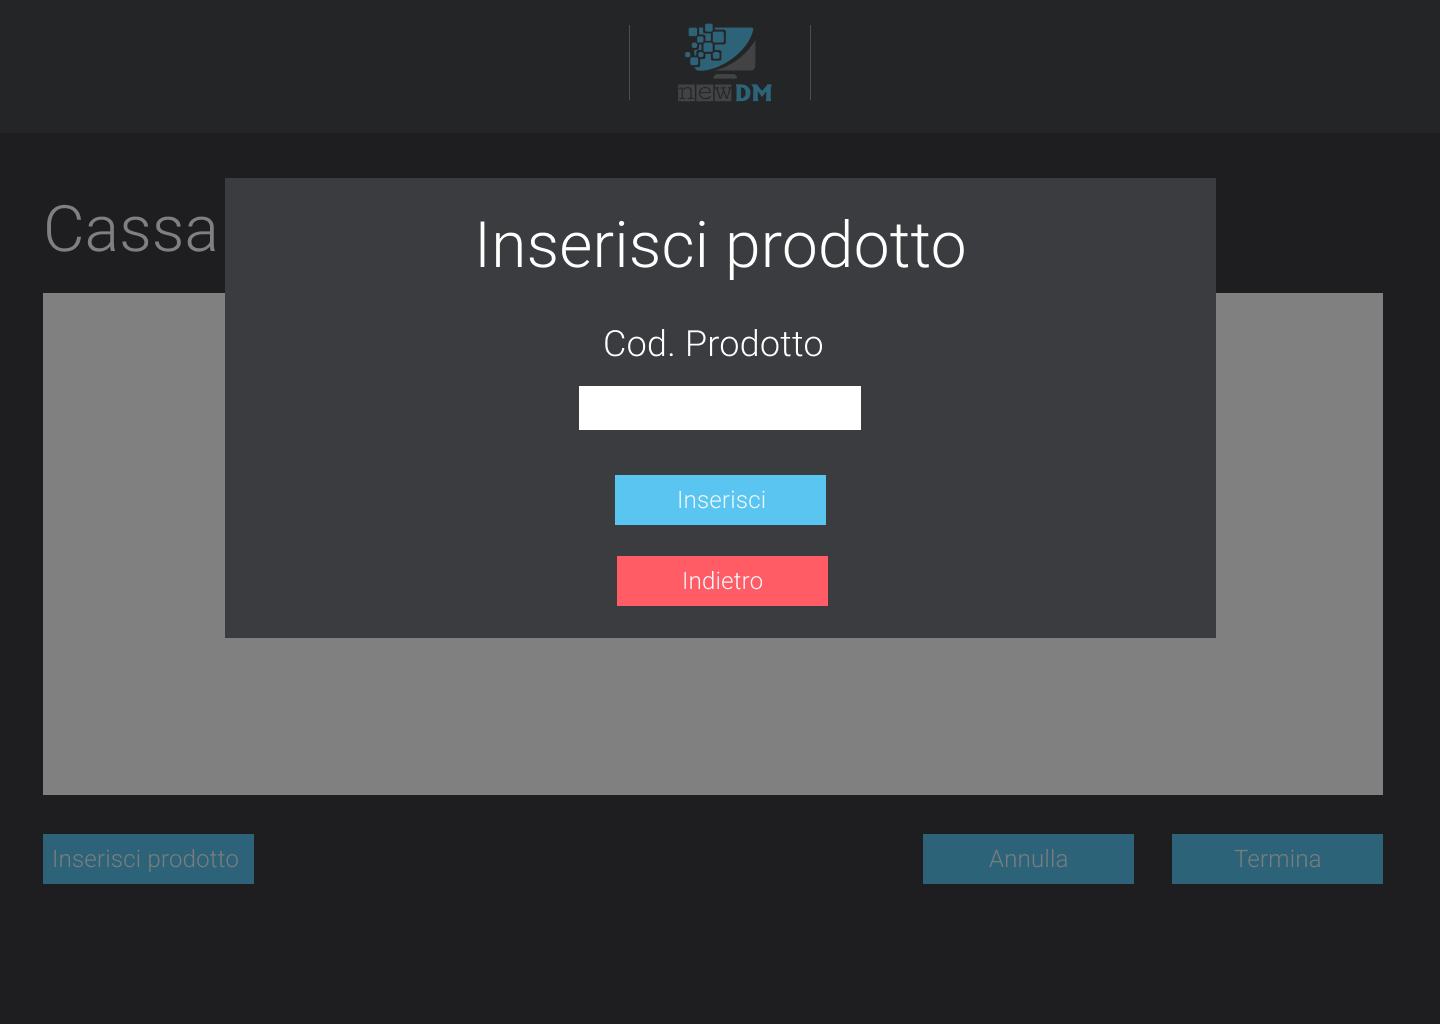 newDM
Cassa
Inserisci prodotto
Cod. Prodotto
Inserisci
Indietro
Inserisci prodotto
Annulla
Termina